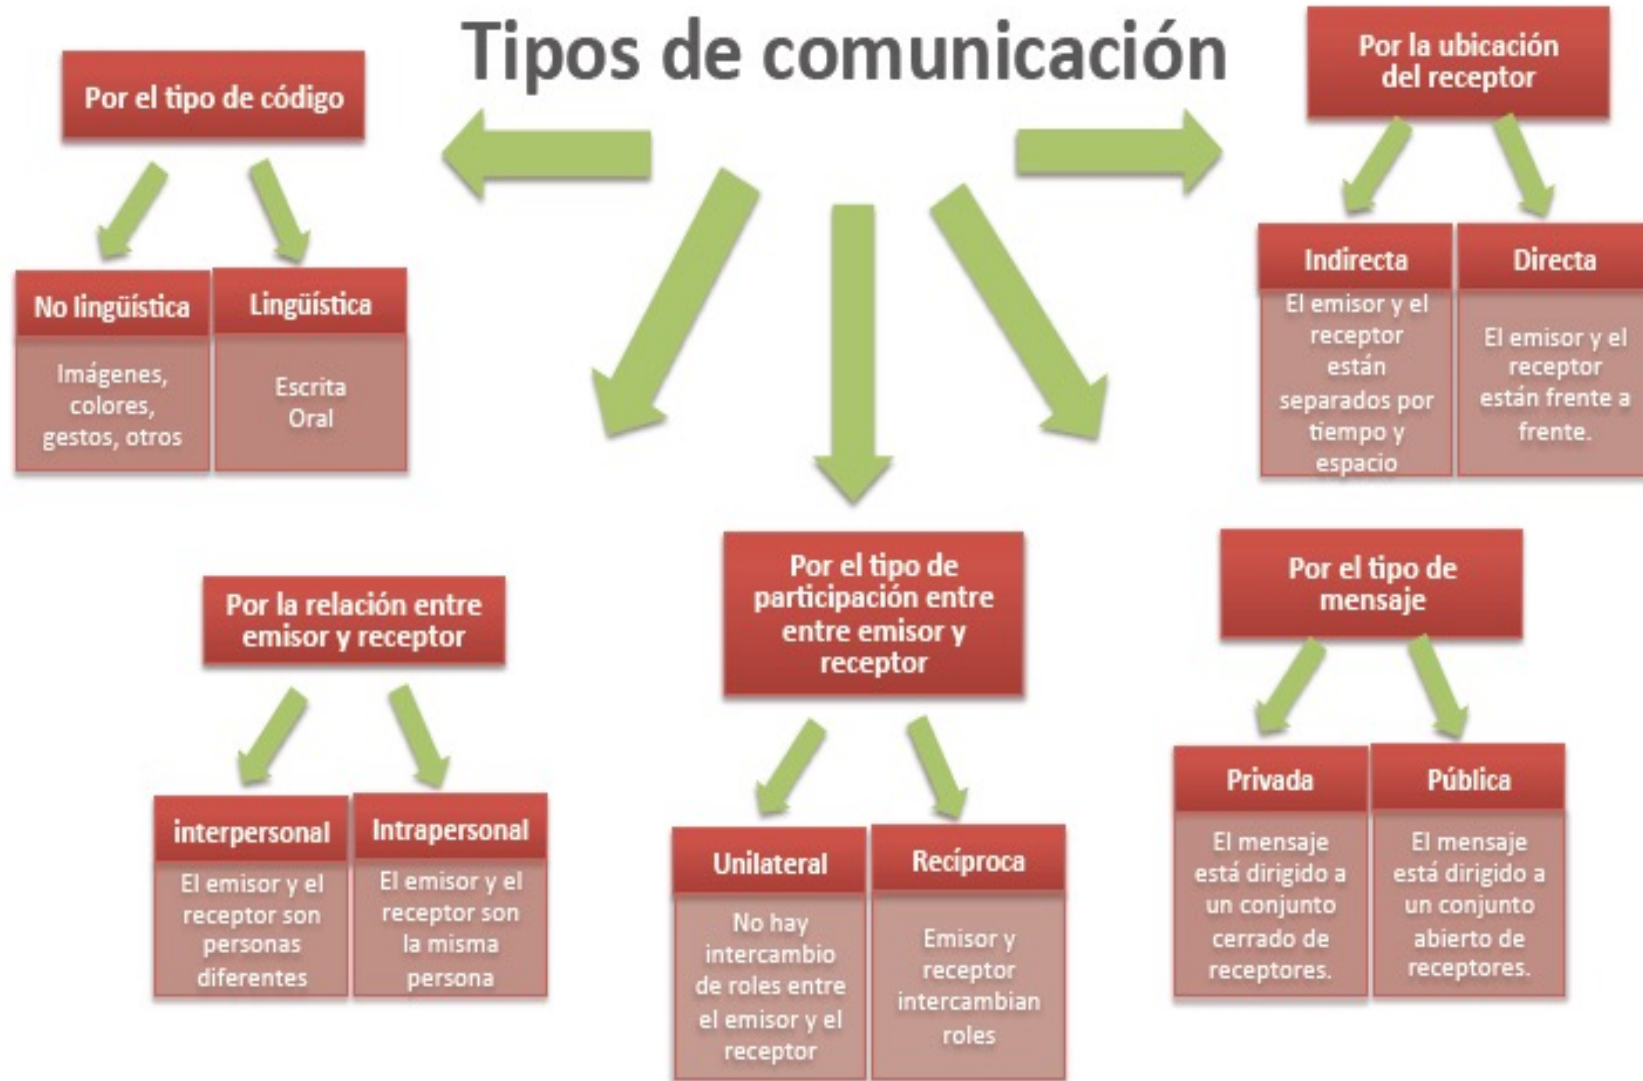 Tipos de comunicación
Por el tipo de código
No lingüística
Imágenes,
colores,
gestos, otros
Lingüística
Escrita
Oral
Por la ubicación
del receptor
Indirecta
El emisor y el
receptor
están
separados por
tiempo y
espacio
Directa
El emisor y el
receptor
están frente a
frente.
Por la relación entre
emisor y receptor
interpersonal
El emisor y el
receptor son
personas
diferentes
Intrapersonal
El emisor y el
receptor son
la misma
persona
Por el tipo de
participación entre
entre emisor y
receptor
Unilateral
No hay
intercambio
de roles entre
el emisor y el
receptor
Recíproca
Emisor y
receptor
intercambian
roles
Por el tipo de
mensaje
Privada
El mensaje
está dirigido a
un conjunto
cerrado de
receptores.
Pública
El mensaje
está dirigido a
un conjunto
abierto de
receptores.